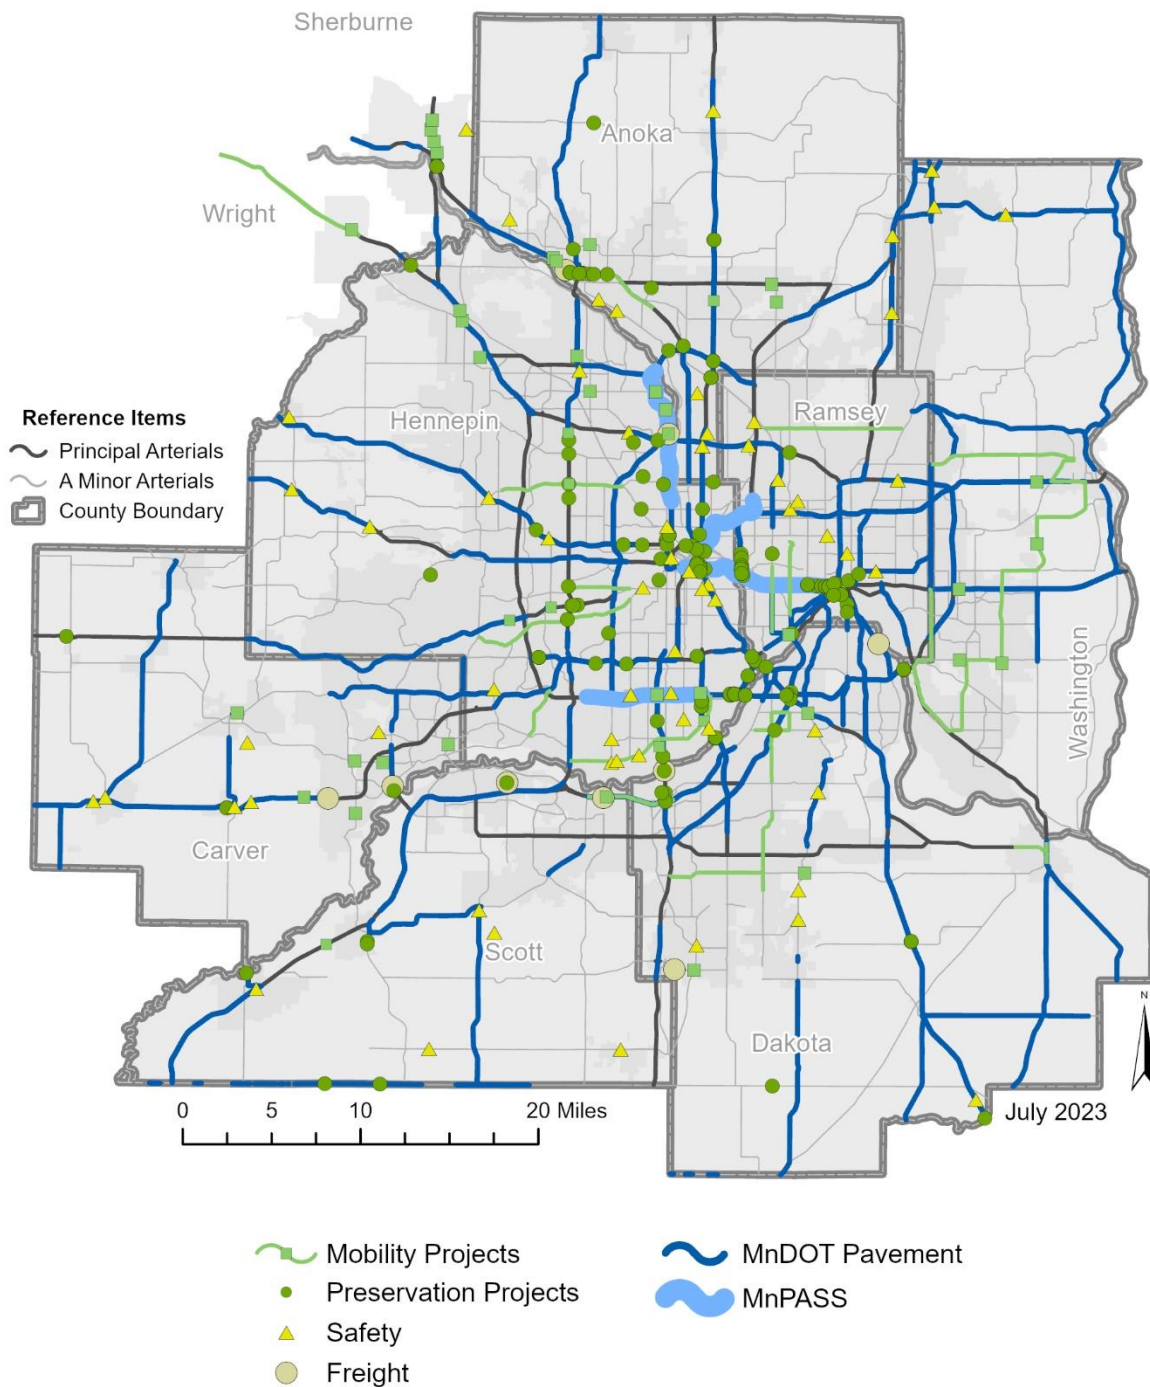 Sherburne
Anoka
Wright
Hennepin
Ramsey
Reference Items
Principal Arterials
A Minor Arterials
County Boundary
Washington
Carver
Scott
Dakota
N
0 5 10 20 Miles
July 2023
Mobility Projects
MnDOT Pavement
Preservation Projects
MnPASS
Safety
Freight